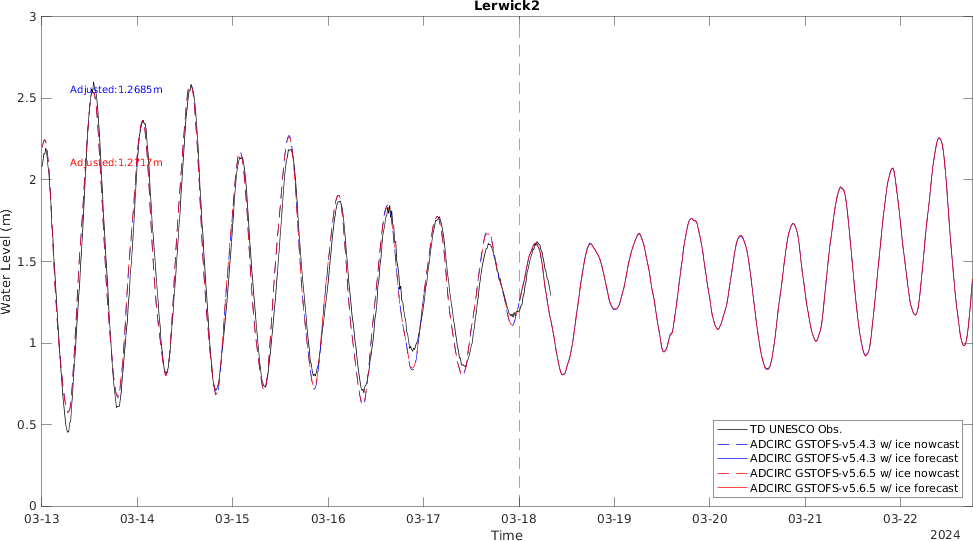 Lerwick2
3
2.5
2
1.5
1
0.5
0
Water Level (m)
Adjusted:1.2685m
Adjusted:1.2717m
TD UNESCO Obs.
ADCIRC GSTOFS-v5.4.3 w/ ice nowcast
ADCIRC GSTOFS-v5.4.3 w/ ice forecast
ADCIRC GSTOFS-v5.6.5 w/ ice nowcast
ADCIRC GSTOFS-v5.6.5 w/ ice forecast
03-13 03-14 03-15 03-16 03-17 03-18 03-19 03-20 03-21 03-22
Time
2024